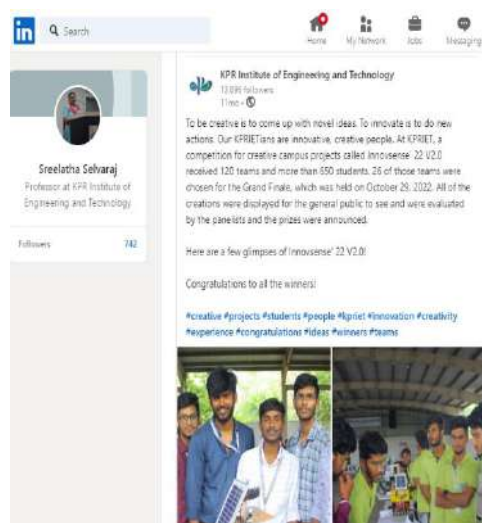 in
Search
Home
My Network
Jobs
Messaging
Sreelatha Selvaraj
Professor at KPR Institute of
Engineering and Technology
Followers 742
KPR Institute of Engineering and Technology
followers
11mo •
To be creative is to come up with novel ideas. To innovate is to do new
actions. Our KPRIETians are innovative, creative people. At KPRIET, a
competition for creative campus projects called Innovsense' 22 V2.0
received 120 teams and more than 650 students. 26 of those teams were
chosen for the Grand Finale, which was held on October 29, 2022. All of the
creations were displayed for the general public to see and were evaluated
by the panelists and the prizes were announced.
Here are a few glimpses of Innovsense' 22 V2.0!
Congratulations to all the winners!
#creative #projects #students #people #kpriet #innovation #creativity
#experience #congratulations #ideas #winners #teams